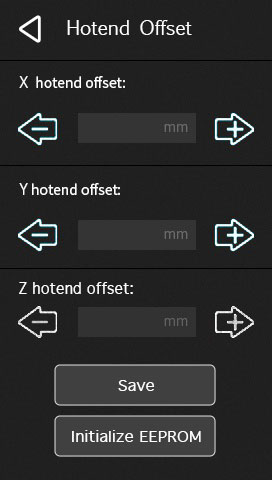 Hotend Offset
X hotend offset:
mm
Y hotend offset:
mm
Z hotend offset:
mm
Save
Initialize EEPROM